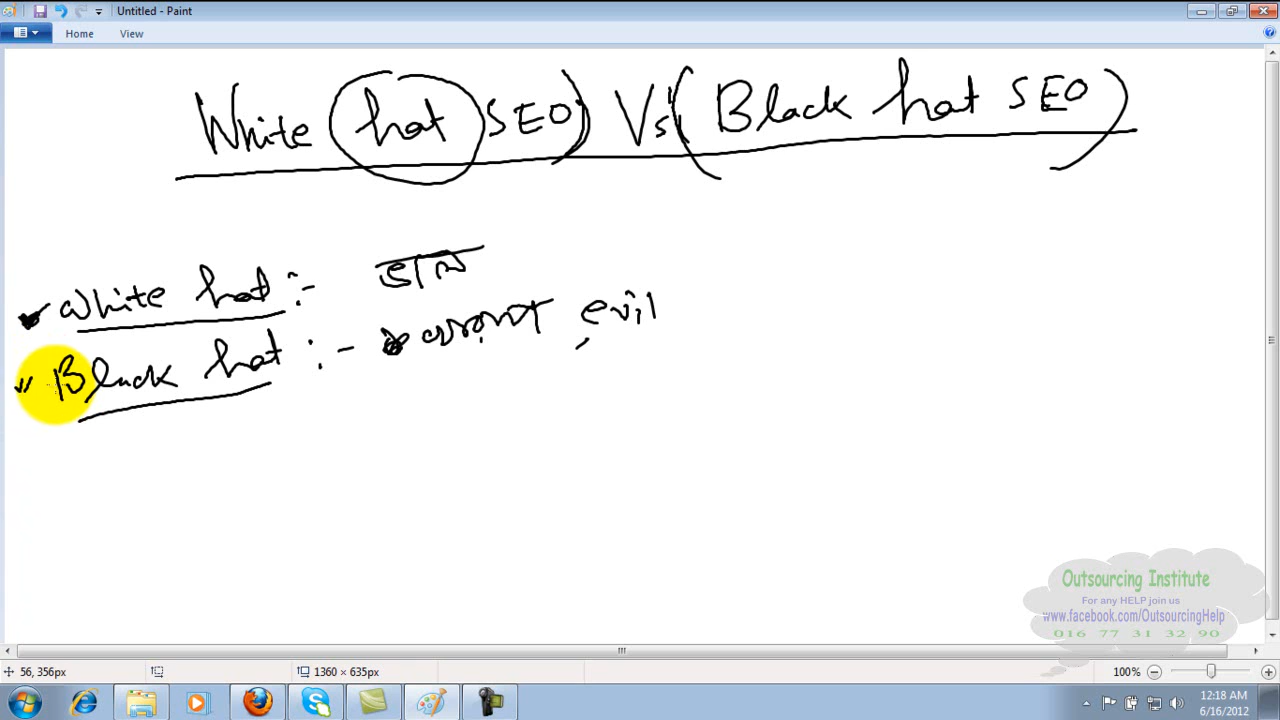 Untitled - Paint
Home View
White hat SEO Vs Black hat SEO
White hat :- ভাল
Black hat :- evil
Outsourcing Institute
For any HELP join us
www.facebook.com/OutsourcingHelp
016 77 31 32 90
56, 356px 1360 × 635px 100%
12:18 AM
6/16/2012